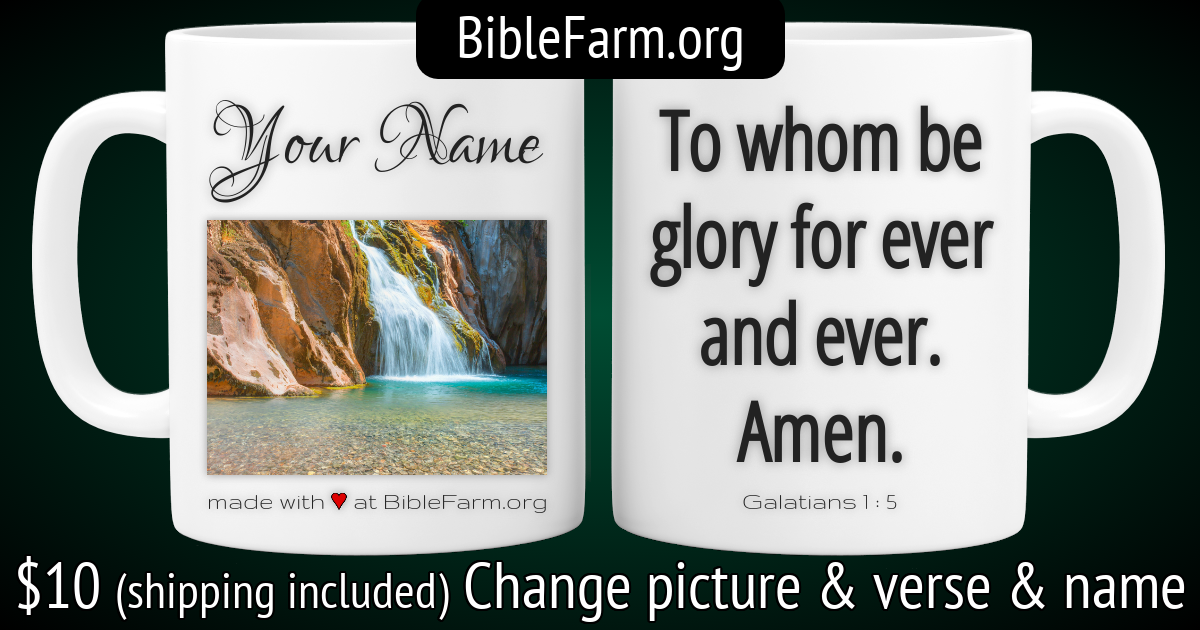 BibleFarm.org
Your Name
made with ♥ at BibleFarm.org
To whom be
glory for ever
and ever.
Amen.
Galatians 1 : 5
$10 (shipping included) Change picture & verse & name